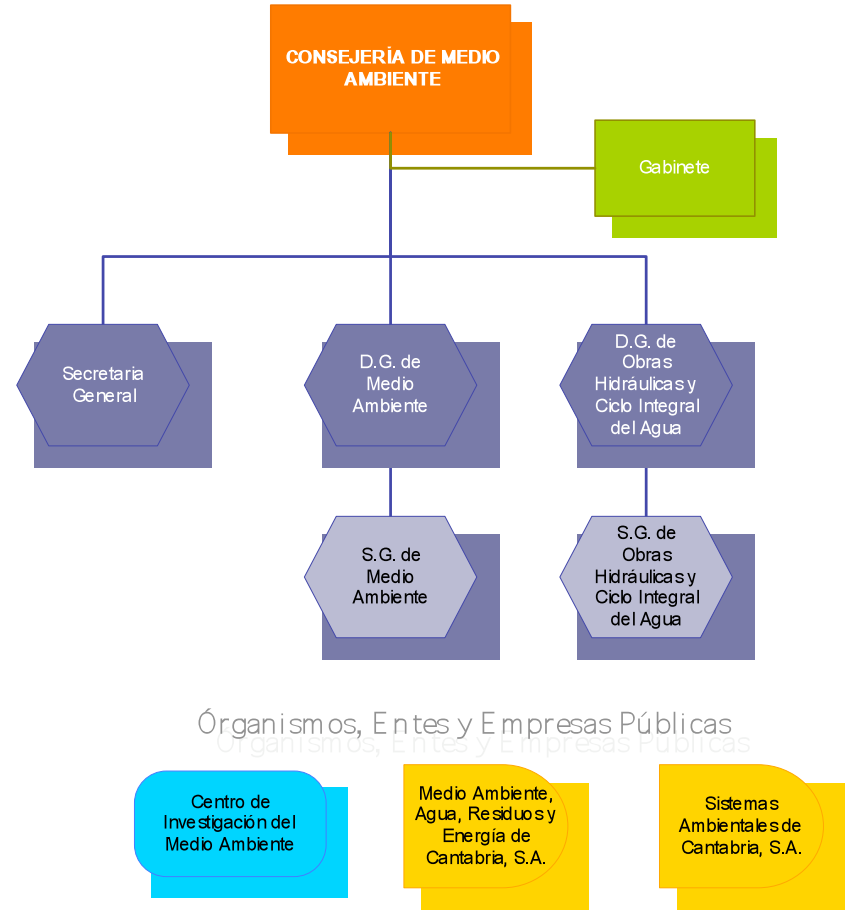 CONSEJERÍA DE MEDIO
AMBIENTE
Gabinete
Secretaria
General
D.G. de
Medio
Ambiente
D.G. de
Obras
Hidráulicas y
Ciclo Integral
del Agua
S.G. de
Medio
Ambiente
S.G. de
Obras
Hidráulicas y
Ciclo Integral
del Agua
Órganismos, Entes y Empresas Públicas
Centro de
Investigación del
Medio Ambiente
Medio Ambiente,
Agua, Residuos y
Energía de
Cantabria, S.A.
Sistemas
Ambientales de
Cantabria, S.A.